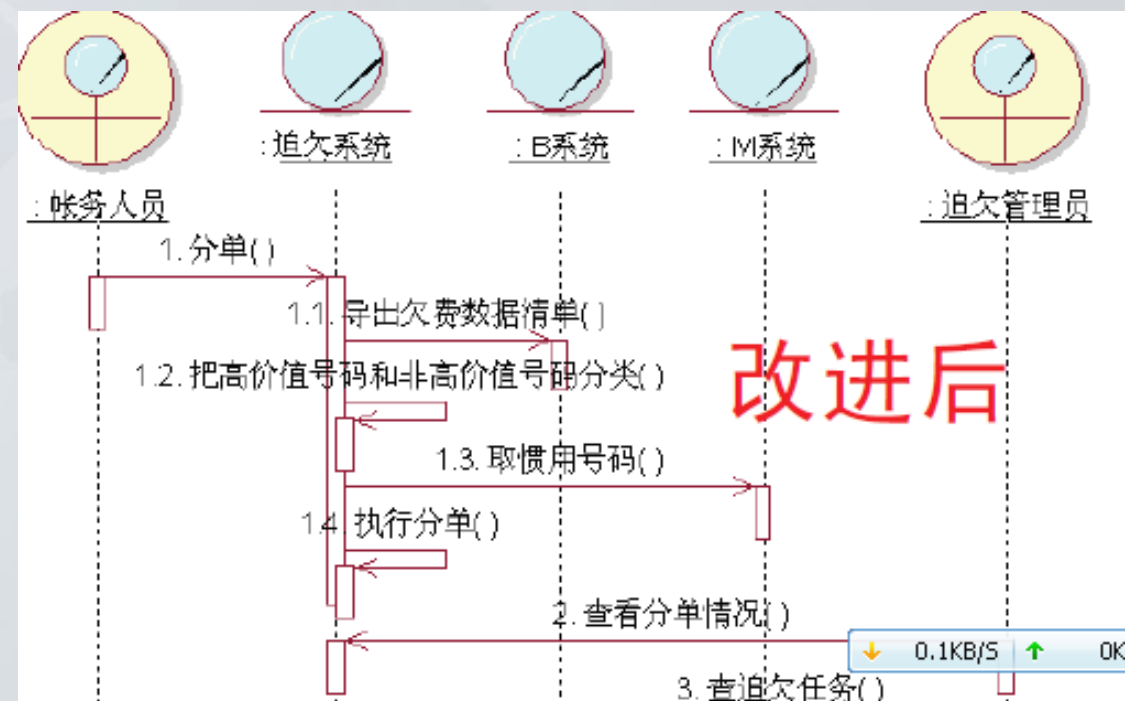 :追欠系统
:B系统
:M系统
:帐务人员
:追欠管理员
1.分单()
1.1.导出欠费数据清单()
1.2.把高价值号码和非高价值号码分类()
改进后
1.3.取惯用号码()
1.4.执行分单()
2.查看分单情况()
0.1KB/S
0K
3.查追欠任务()